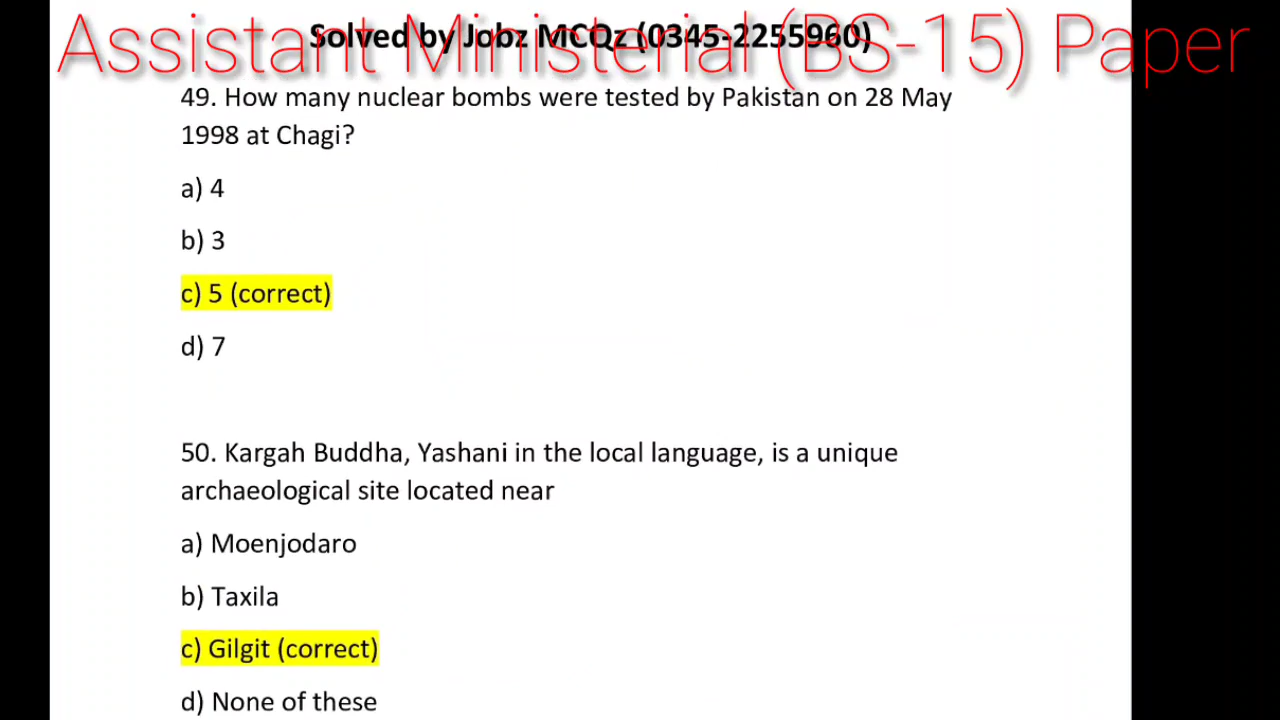 Assistant Ministerial (BS-15) Paper
Solved by Jobz MCQz (0345-2255960)
49. How many nuclear bombs were tested by Pakistan on 28 May
1998 at Chagi?
a) 4
b) 3
c) 5 (correct)
d) 7
50. Kargah Buddha, Yashani in the local language, is a unique
archaeological site located near
a) Moenjodaro
b) Taxila
c) Gilgit (correct)
d) None of these